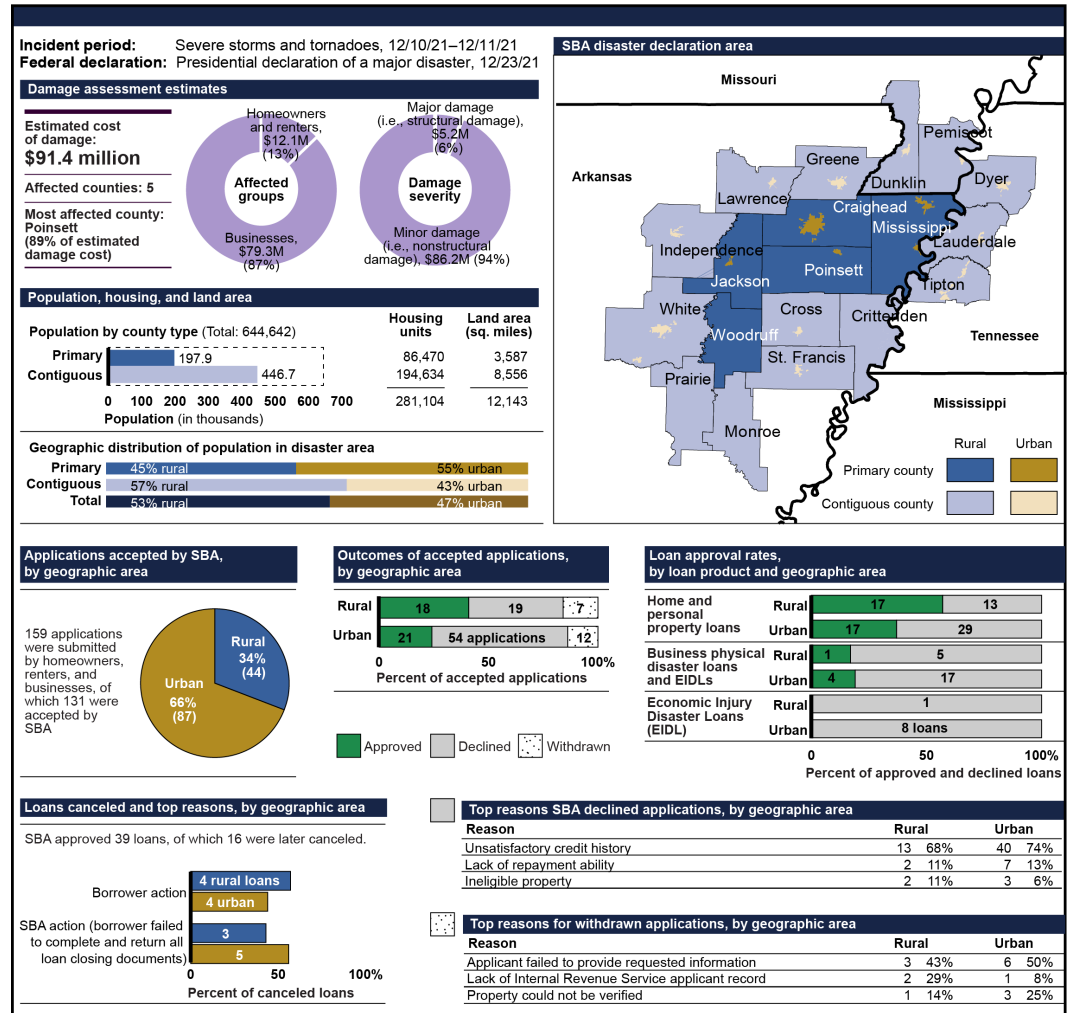 Incident period: Severe storms and tornadoes, 12/10/21–12/11/21
Federal declaration: Presidential declaration of a major disaster, 12/23/21
Damage assessment estimates
Estimated cost
of damage:
$91.4 million
Affected counties: 5
Most affected county:
Poinsett
(89% of estimated
damage cost)
Homeowners
and renters,
$12.1M
(13%)
Affected
groups
Businesses,
$79.3M
(87%)
Major damage
(i.e., structural damage),
$5.2M
(6%)
Damage
severity
Minor damage
(i.e., nonstructural
damage), $86.2M (94%)
Population, housing, and land area
Population by county type (Total: 644,642)
Housing
units
Land area
(sq. miles)
Primary 197.9 86,470 3,587
Contiguous 446.7 194,634 8,556
281,104 12,143
0 100 200 300 400 500 600 700
Population (in thousands)
Geographic distribution of population in disaster area
Primary 45% rural 55% urban
Contiguous 57% rural 43% urban
Total 53% rural 47% urban
SBA disaster declaration area
Missouri
Pemiscot
Greene
Arkansas
Dunklin
Dyer
Lawrence
Craighead
Mississippi
Independence
Lauderdale
Poinsett
Jackson
Tipton
White
Cross
Crittenden
Woodruff
Tennessee
St. Francis
Prairie
Mississippi
Monroe
Rural Urban
Primary county
Contiguous county
Applications accepted by SBA,
by geographic area
159 applications
were submitted
by homeowners,
renters, and
businesses, of
which 131 were
accepted by
SBA
Rural
34%
(44)
Urban
66%
(87)
Outcomes of accepted applications,
by geographic area
Rural 18 19 7
Urban 21 54 applications 12
0 50 100%
Percent of accepted applications
Approved Declined Withdrawn
Loan approval rates,
by loan product and geographic area
Home and
personal
property loans
Rural 17 13
Urban 17 29
Business physical
disaster loans
and EIDLs
Rural 1 5
Urban 4 17
Economic Injury
Disaster Loans
(EIDL)
Rural 1
Urban 8 loans
0 50 100%
Percent of approved and declined loans
Loans canceled and top reasons, by geographic area
SBA approved 39 loans, of which 16 were later canceled.
Borrower action
4 rural loans
4 urban
SBA action (borrower failed
to complete and return all
loan closing documents)
3
5
0 50 100%
Percent of canceled loans
Top reasons SBA declined applications, by geographic area
Reason Rural Urban
Unsatisfactory credit history 13 68% 40 74%
Lack of repayment ability 2 11% 7 13%
Ineligible property 2 11% 3 6%
Top reasons for withdrawn applications, by geographic area
Reason Rural Urban
Applicant failed to provide requested information 3 43% 6 50%
Lack of Internal Revenue Service applicant record 2 29% 1 8%
Property could not be verified 1 14% 3 25%